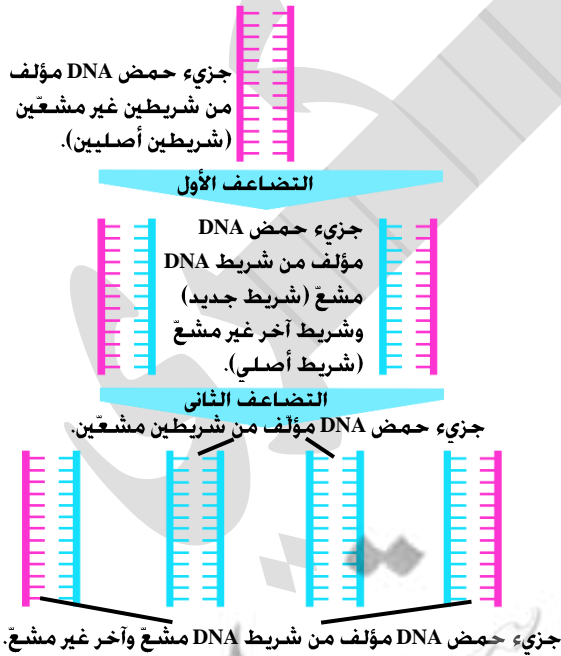 جزيء حمض DNA مؤلف
من شريطين غير مشعّين
(شريطين أصليين).
التضاعف الأول
جزيء حمض DNA
مؤلف من شريط DNA
مشعّ (شريط جديد)
وشريط آخر غير مشعّ
(شريط أصلي).
التضاعف الثانى
جزيء حمض DNA مؤلّف من شريطين مشعّين.
جزيء حمض DNA مؤلف من شريط DNA مشعّ وآخر غير مشعّ.